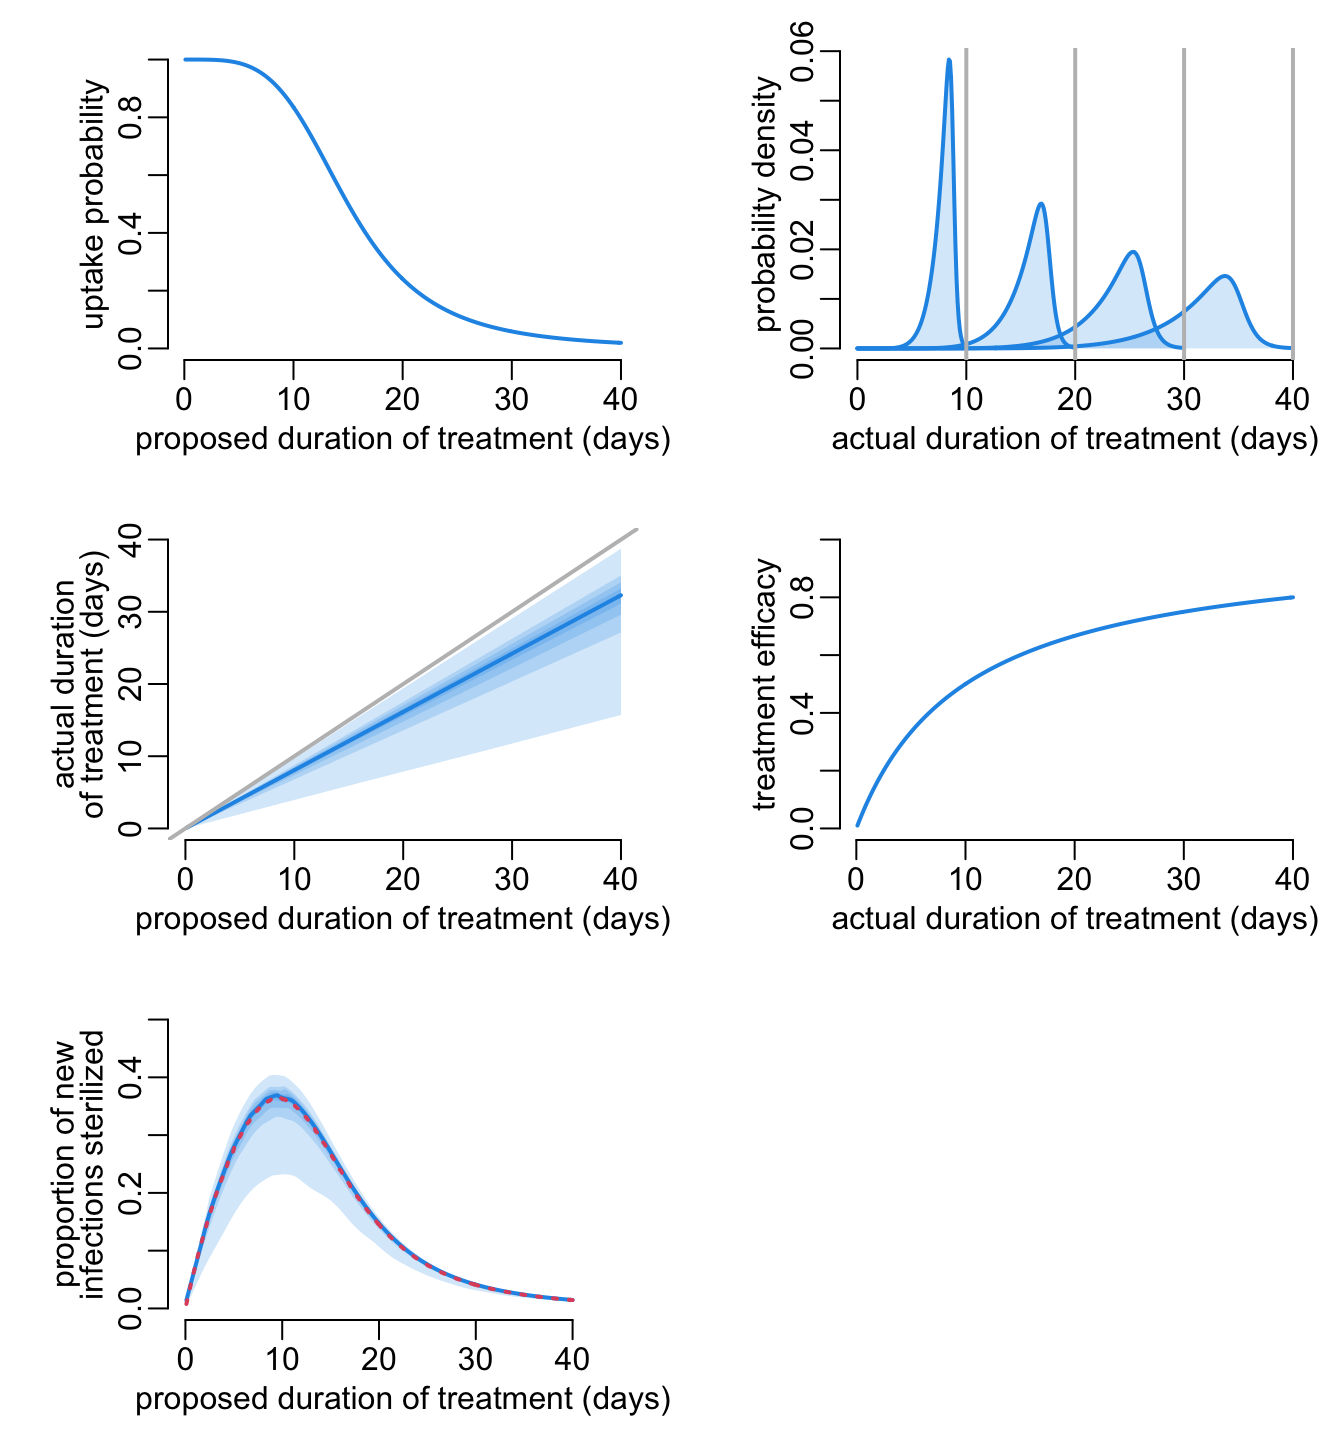 uptake probability
0.0 0.4 0.8
0 10 20 30 40
proposed duration of treatment (days)
probability density
0.00 0.02 0.04 0.06
0 10 20 30 40
actual duration of treatment (days)
actual duration
of treatment (days)
0 10 20 30 40
0 10 20 30 40
proposed duration of treatment (days)
treatment efficacy
0.0 0.4 0.8
0 10 20 30 40
actual duration of treatment (days)
proportion of new
infections sterilized
0.0 0.2 0.4
0 10 20 30 40
proposed duration of treatment (days)